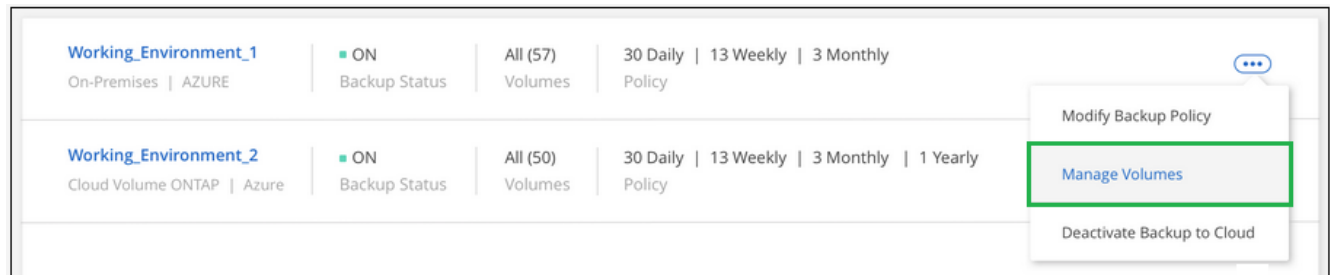 Working_Environment_1
On-Premises | AZURE
ON
Backup Status
All (57)
Volumes
30 Daily | 13 Weekly | 3 Monthly
Policy
Modify Backup Policy
Manage Volumes
Deactivate Backup to Cloud
Working_Environment_2
Cloud Volume ONTAP | Azure
ON
Backup Status
All (50)
Volumes
30 Daily | 13 Weekly | 3 Monthly | 1 Yearly
Policy